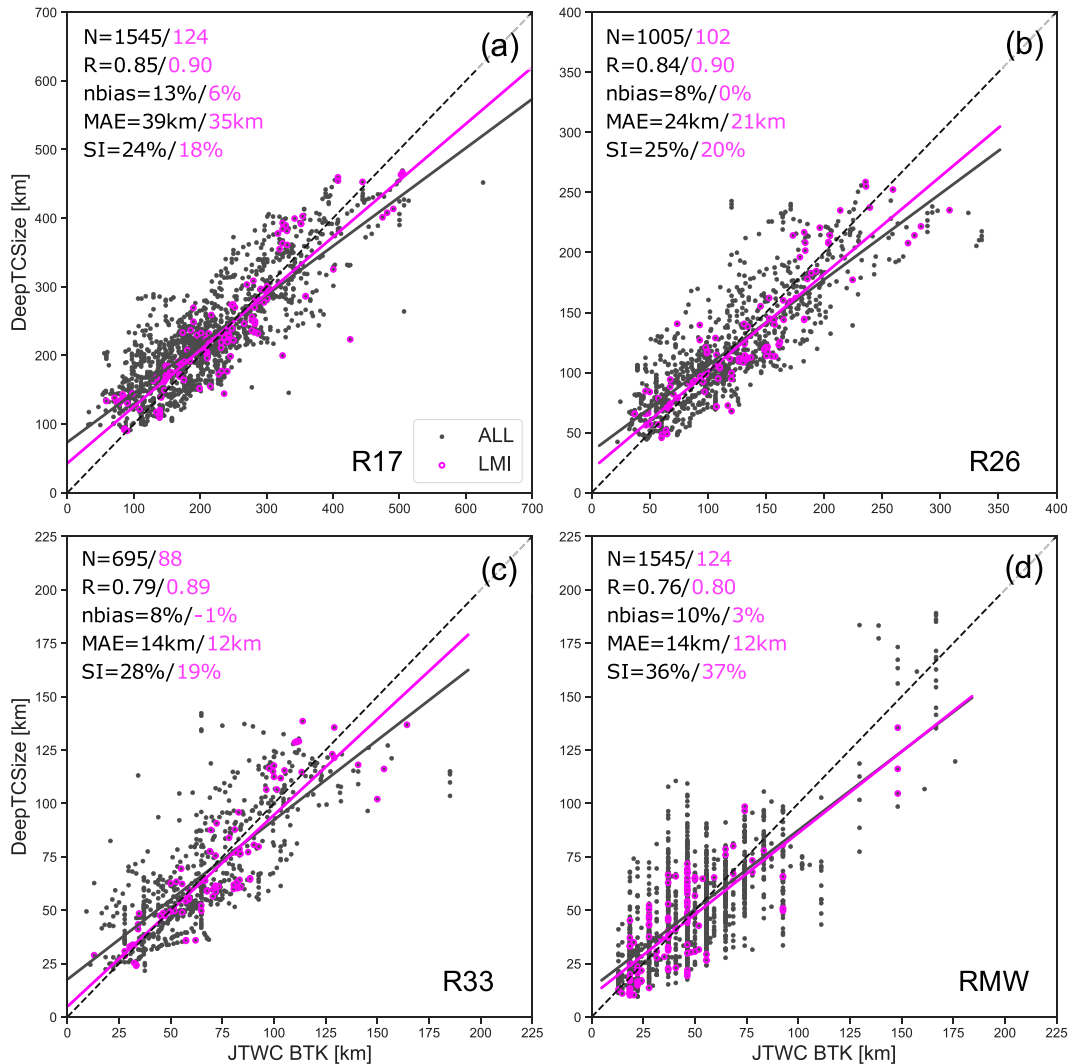 (a)
N=1545/124
R=0.85/0.90
nbias=13%/6%
MAE=39km/35km
SI=24%/18%
700
600
500
400
300
200
100
0
DeepTCSize [km]
ALL
LMI
R17
0 100 200 300 400 500 600 700
(b)
N=1005/102
R=0.84/0.90
nbias=8%/0%
MAE=24km/21km
SI=25%/20%
400
350
300
250
200
150
100
50
0
R26
0 50 100 150 200 250 300 350 400
(c)
N=695/88
R=0.79/0.89
nbias=8%/-1%
MAE=14km/12km
SI=28%/19%
225
200
175
150
125
100
75
50
25
0
DeepTCSize [km]
R33
0 25 50 75 100 125 150 175 200 225
JTWC BTK [km]
(d)
N=1545/124
R=0.76/0.80
nbias=10%/3%
MAE=14km/12km
SI=36%/37%
225
200
175
150
125
100
75
50
25
0
RMW
0 25 50 75 100 125 150 175 200 225
JTWC BTK [km]